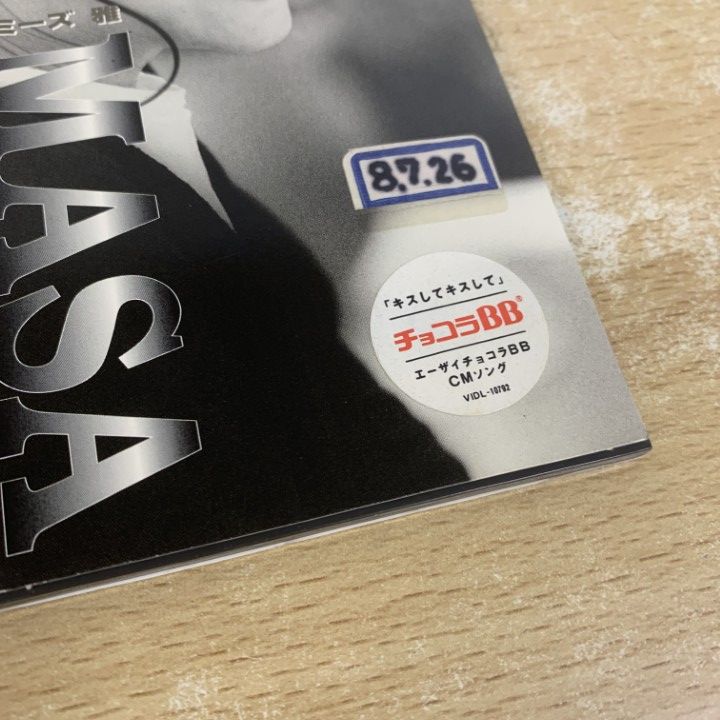 ミーズ 雅
MASA
8,7.26
「キスしてキスして」
チョコラBB®
エーザイチョコラBB
CMソング
VIDL-10792